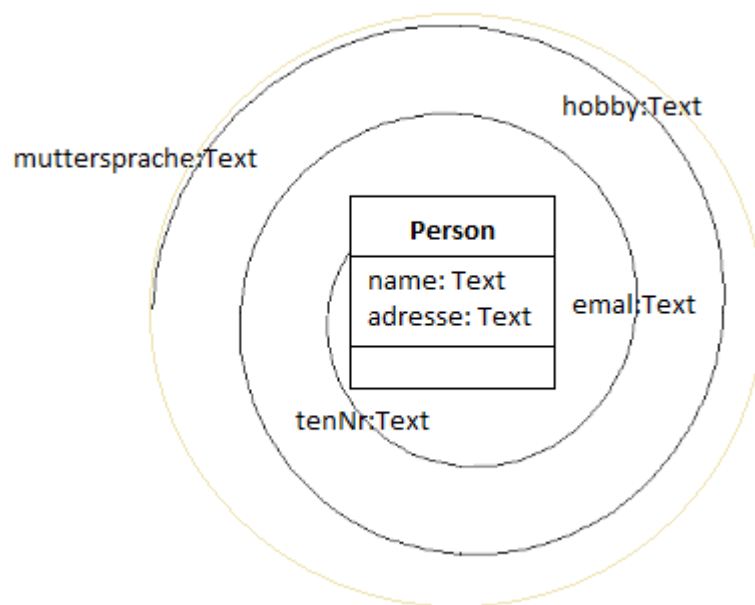 hobby:Text
muttersprache:Text
Person
name: Text
adresse: Text
emal:Text
tenNr:Text